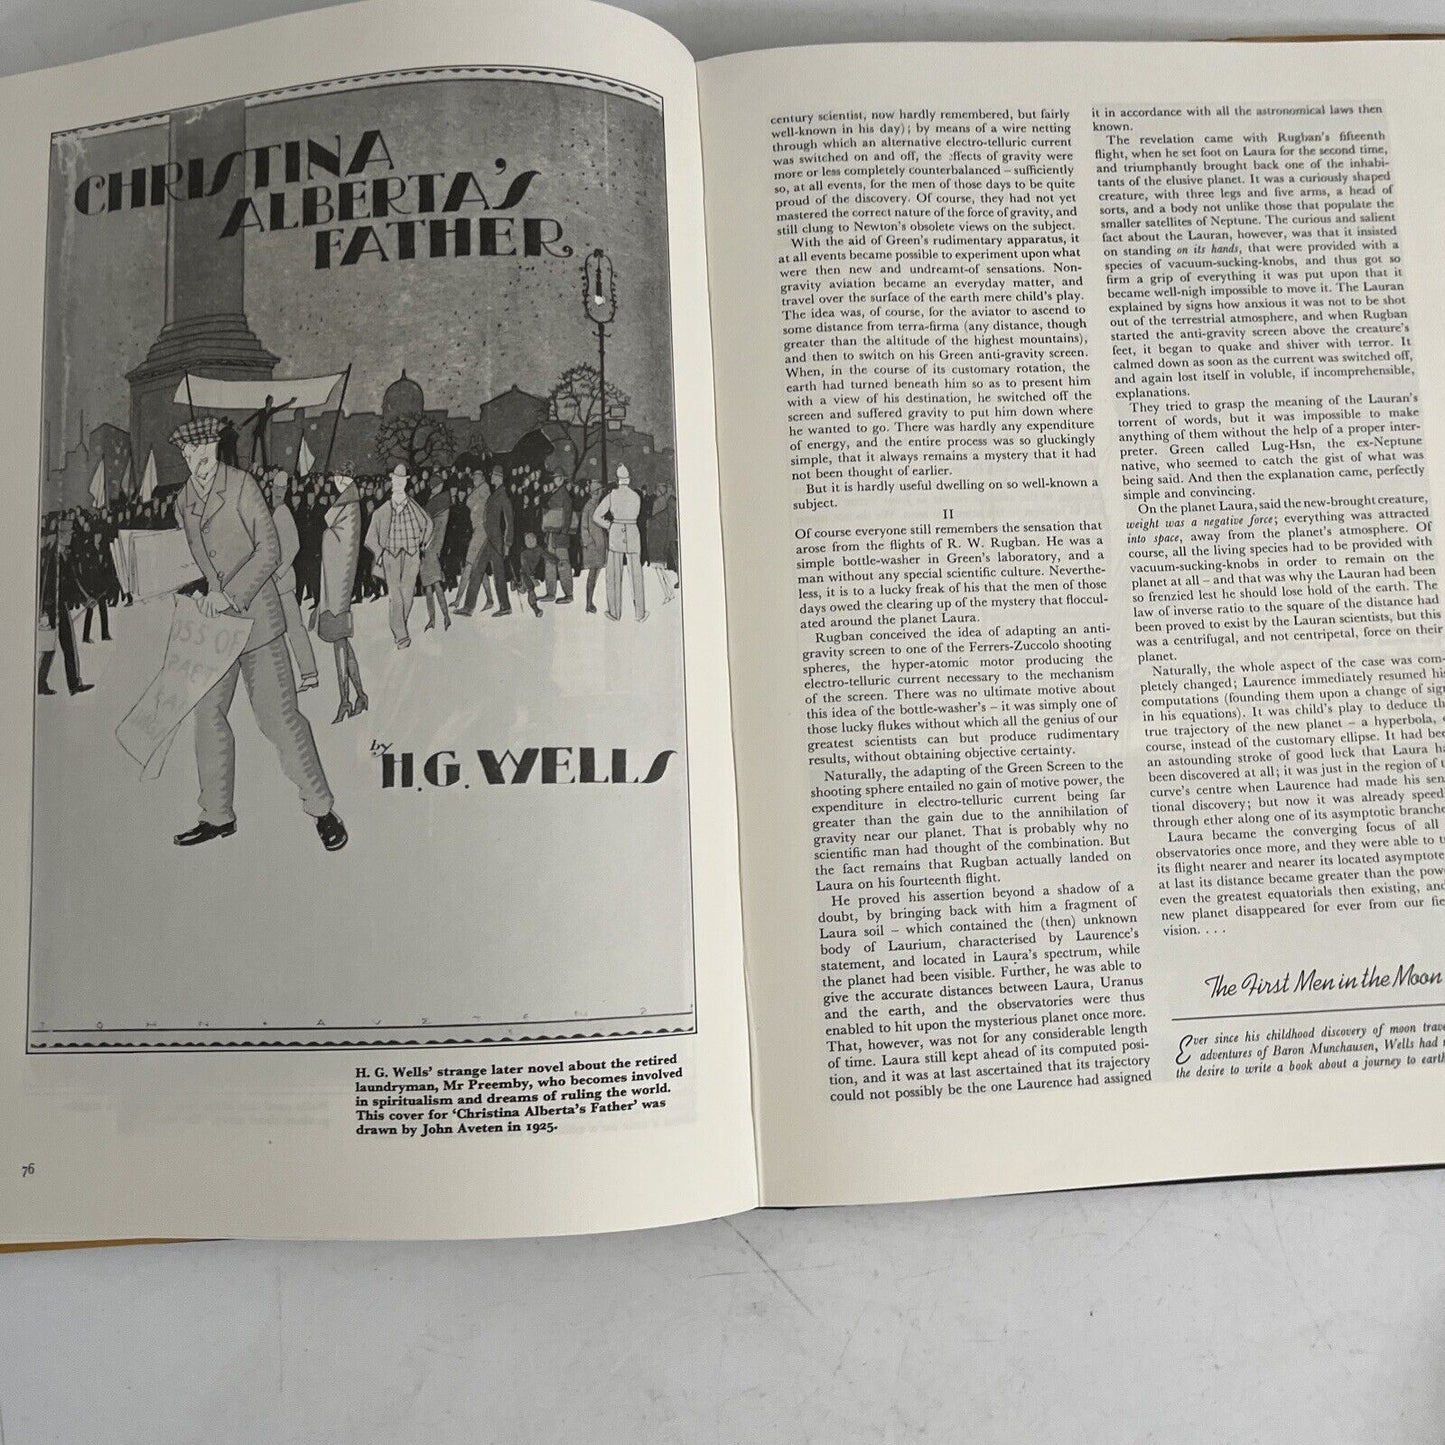 CHRISTINA
ALBERTA'S
FATHER
by
H.G. WELLS
OSS OF
JOHN · AVETEN ·
H. G. Wells' strange later novel about the retired
laundryman, Mr Preemby, who becomes involved
in spiritualism and dreams of ruling the world.
This cover for 'Christina Alberta's Father' was
drawn by John Aveten in 1925.
76
century scientist, now hardly remembered, but fairly
well-known in his day); by means of a wire netting
through which an alternative electro-telluric current
was switched on and off, the effects of gravity were
more or less completely counterbalanced – sufficiently
so, at all events, for the men of those days to be quite
proud of the discovery. Of course, they had not yet
mastered the correct nature of the force of gravity, and
still clung to Newton's obsolete views on the subject.
With the aid of Green's rudimentary apparatus, it
at all events became possible to experiment upon what
were then new and undreamt-of sensations. Non-
gravity aviation became an everyday matter, and
travel over the surface of the earth mere child's play.
The idea was, of course, for the aviator to ascend to
some distance from terra-firma (any distance, though
greater than the altitude of the highest mountains),
and then to switch on his Green anti-gravity screen.
When, in the course of its customary rotation, the
earth had turned beneath him so as to present him
with a view of his destination, he switched off the
screen and suffered gravity to put him down where
he wanted to go. There was hardly any expenditure
of energy, and the entire process was so gluckingly
simple, that it always remains a mystery that it had
not been thought of earlier.
But it is hardly useful dwelling on so well-known a
subject.
II
Of course everyone still remembers the sensation that
arose from the flights of R. W. Rugban. He was a
simple bottle-washer in Green's laboratory, and a
man without any special scientific culture. Neverthe-
less, it is to a lucky freak of his that the men of those
days owed the clearing up of the mystery that floccul-
ated around the planet Laura.
Rugban conceived the idea of adapting an anti-
gravity screen to one of the Ferrers-Zuccolo shooting
spheres, the hyper-atomic motor producing the
electro-telluric current necessary to the mechanism
of the screen. There was no ultimate motive about
this idea of the bottle-washer's – it was simply one of
those lucky flukes without which all the genius of our
greatest scientists can but produce rudimentary
results, without obtaining objective certainty.
Naturally, the adapting of the Green Screen to the
shooting sphere entailed no gain of motive power, the
expenditure in electro-telluric current being far
greater than the gain due to the annihilation of
gravity near our planet. That is probably why no
scientific man had thought of the combination. But
the fact remains that Rugban actually landed on
Laura on his fourteenth flight.
He proved his assertion beyond a shadow of a
doubt, by bringing back with him a fragment of
Laura soil – which contained the (then) unknown
body of Laurium, characterised by Laurence's
statement, and located in Laura's spectrum, while
the planet had been visible. Further, he was able to
give the accurate distances between Laura, Uranus
and the earth, and the observatories were thus
enabled to hit upon the mysterious planet once more.
That, however, was not for any considerable length
of time. Laura still kept ahead of its computed posi-
tion, and it was at last ascertained that its trajectory
could not possibly be the one Laurence had assigned
it in accordance with all the astronomical laws then
known.
The revelation came with Rugban's fifteenth
flight, when he set foot on Laura for the second time,
and triumphantly brought back one of the inhabi-
tants of the elusive planet. It was a curiously shaped
creature, with three legs and five arms, a head of
sorts, and a body not unlike those that populate the
smaller satellites of Neptune. The curious and salient
fact about the Lauran, however, was that it insisted
on standing on its hands, that were provided with a
species of vacuum-sucking-knobs, and thus got so
firm a grip of everything it was put upon that it
became well-nigh impossible to move it. The Lauran
explained by signs how anxious it was not to be shot
out of the terrestrial atmosphere, and when Rugban
started the anti-gravity screen above the creature's
feet, it began to quake and shiver with terror. It
calmed down as soon as the current was switched off,
and again lost itself in voluble, if incomprehensible,
explanations.
They tried to grasp the meaning of the Lauran's
torrent of words, but it was impossible to make
anything of them without the help of a proper inter-
preter. Green called Lug-Hsn, the ex-Neptune
native, who seemed to catch the gist of what was
being said. And then the explanation came, perfectly
simple and convincing.
On the planet Laura, said the new-brought creature,
weight was a negative force; everything was attracted
into space, away from the planet's atmosphere. Of
course, all the living species had to be provided with
vacuum-sucking-knobs in order to remain on the
planet at all – and that was why the Lauran had been
so frenzied lest he should lose hold of the earth. The
law of inverse ratio to the square of the distance had
been proved to exist by the Lauran scientists, but this
was a centrifugal, and not centripetal, force on their
planet.
Naturally, the whole aspect of the case was com-
pletely changed; Laurence immediately resumed his
computations (founding them upon a change of sign
in his equations). It was child's play to deduce th
true trajectory of the new planet – a hyperbola, 
course, instead of the customary ellipse. It had bee
an astounding stroke of good luck that Laura ha
been discovered at all; it was just in the region of t
curve's centre when Laurence had made his sen
tional discovery; but now it was already speed
through ether along one of its asymptotic branche
Laura became the converging focus of all
observatories once more, and they were able to t
its flight nearer and nearer its located asymptote
at last its distance became greater than the pow
even the greatest equatorials then existing, and
new planet disappeared for ever from our fie
vision. . . .
The First Men in the Moon
Ever since his childhood discovery of moon trave
adventures of Baron Munchausen, Wells had
the desire to write a book about a journey to earth